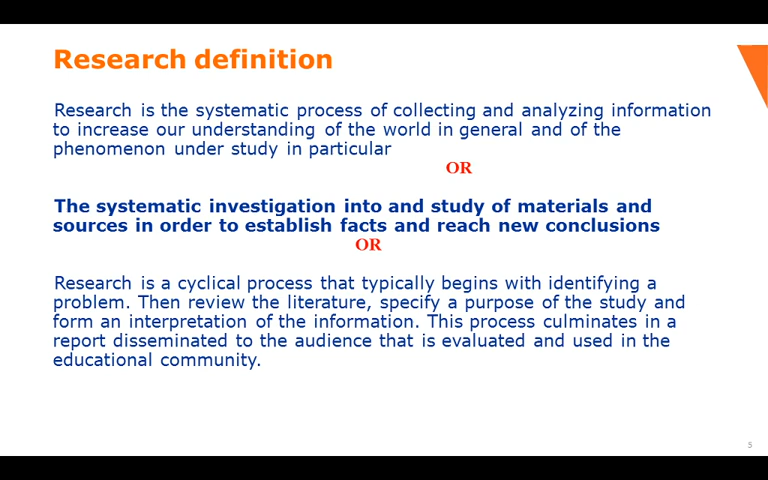 Research definition
Research is the systematic process of collecting and analyzing information
to increase our understanding of the world in general and of the
phenomenon under study in particular
OR
The systematic investigation into and study of materials and
sources in order to establish facts and reach new conclusions
OR
Research is a cyclical process that typically begins with identifying a
problem. Then review the literature, specify a purpose of the study and
form an interpretation of the information. This process culminates in a
report disseminated to the audience that is evaluated and used in the
educational community.
5